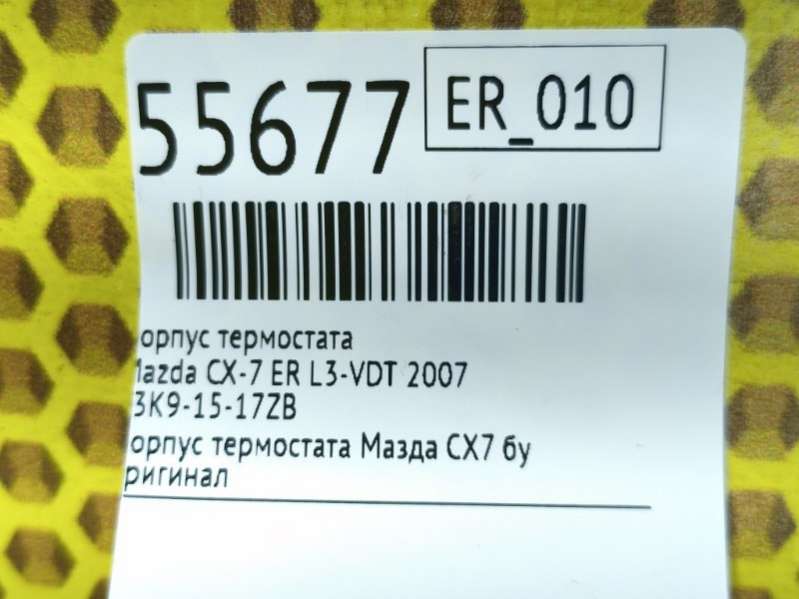 55677
ER_010
орпус термостата
Mazda CX-7 ER L3-VDT 2007
3K9-15-17ZB
орпус термостата Мазда СХ7 бу
ригинал